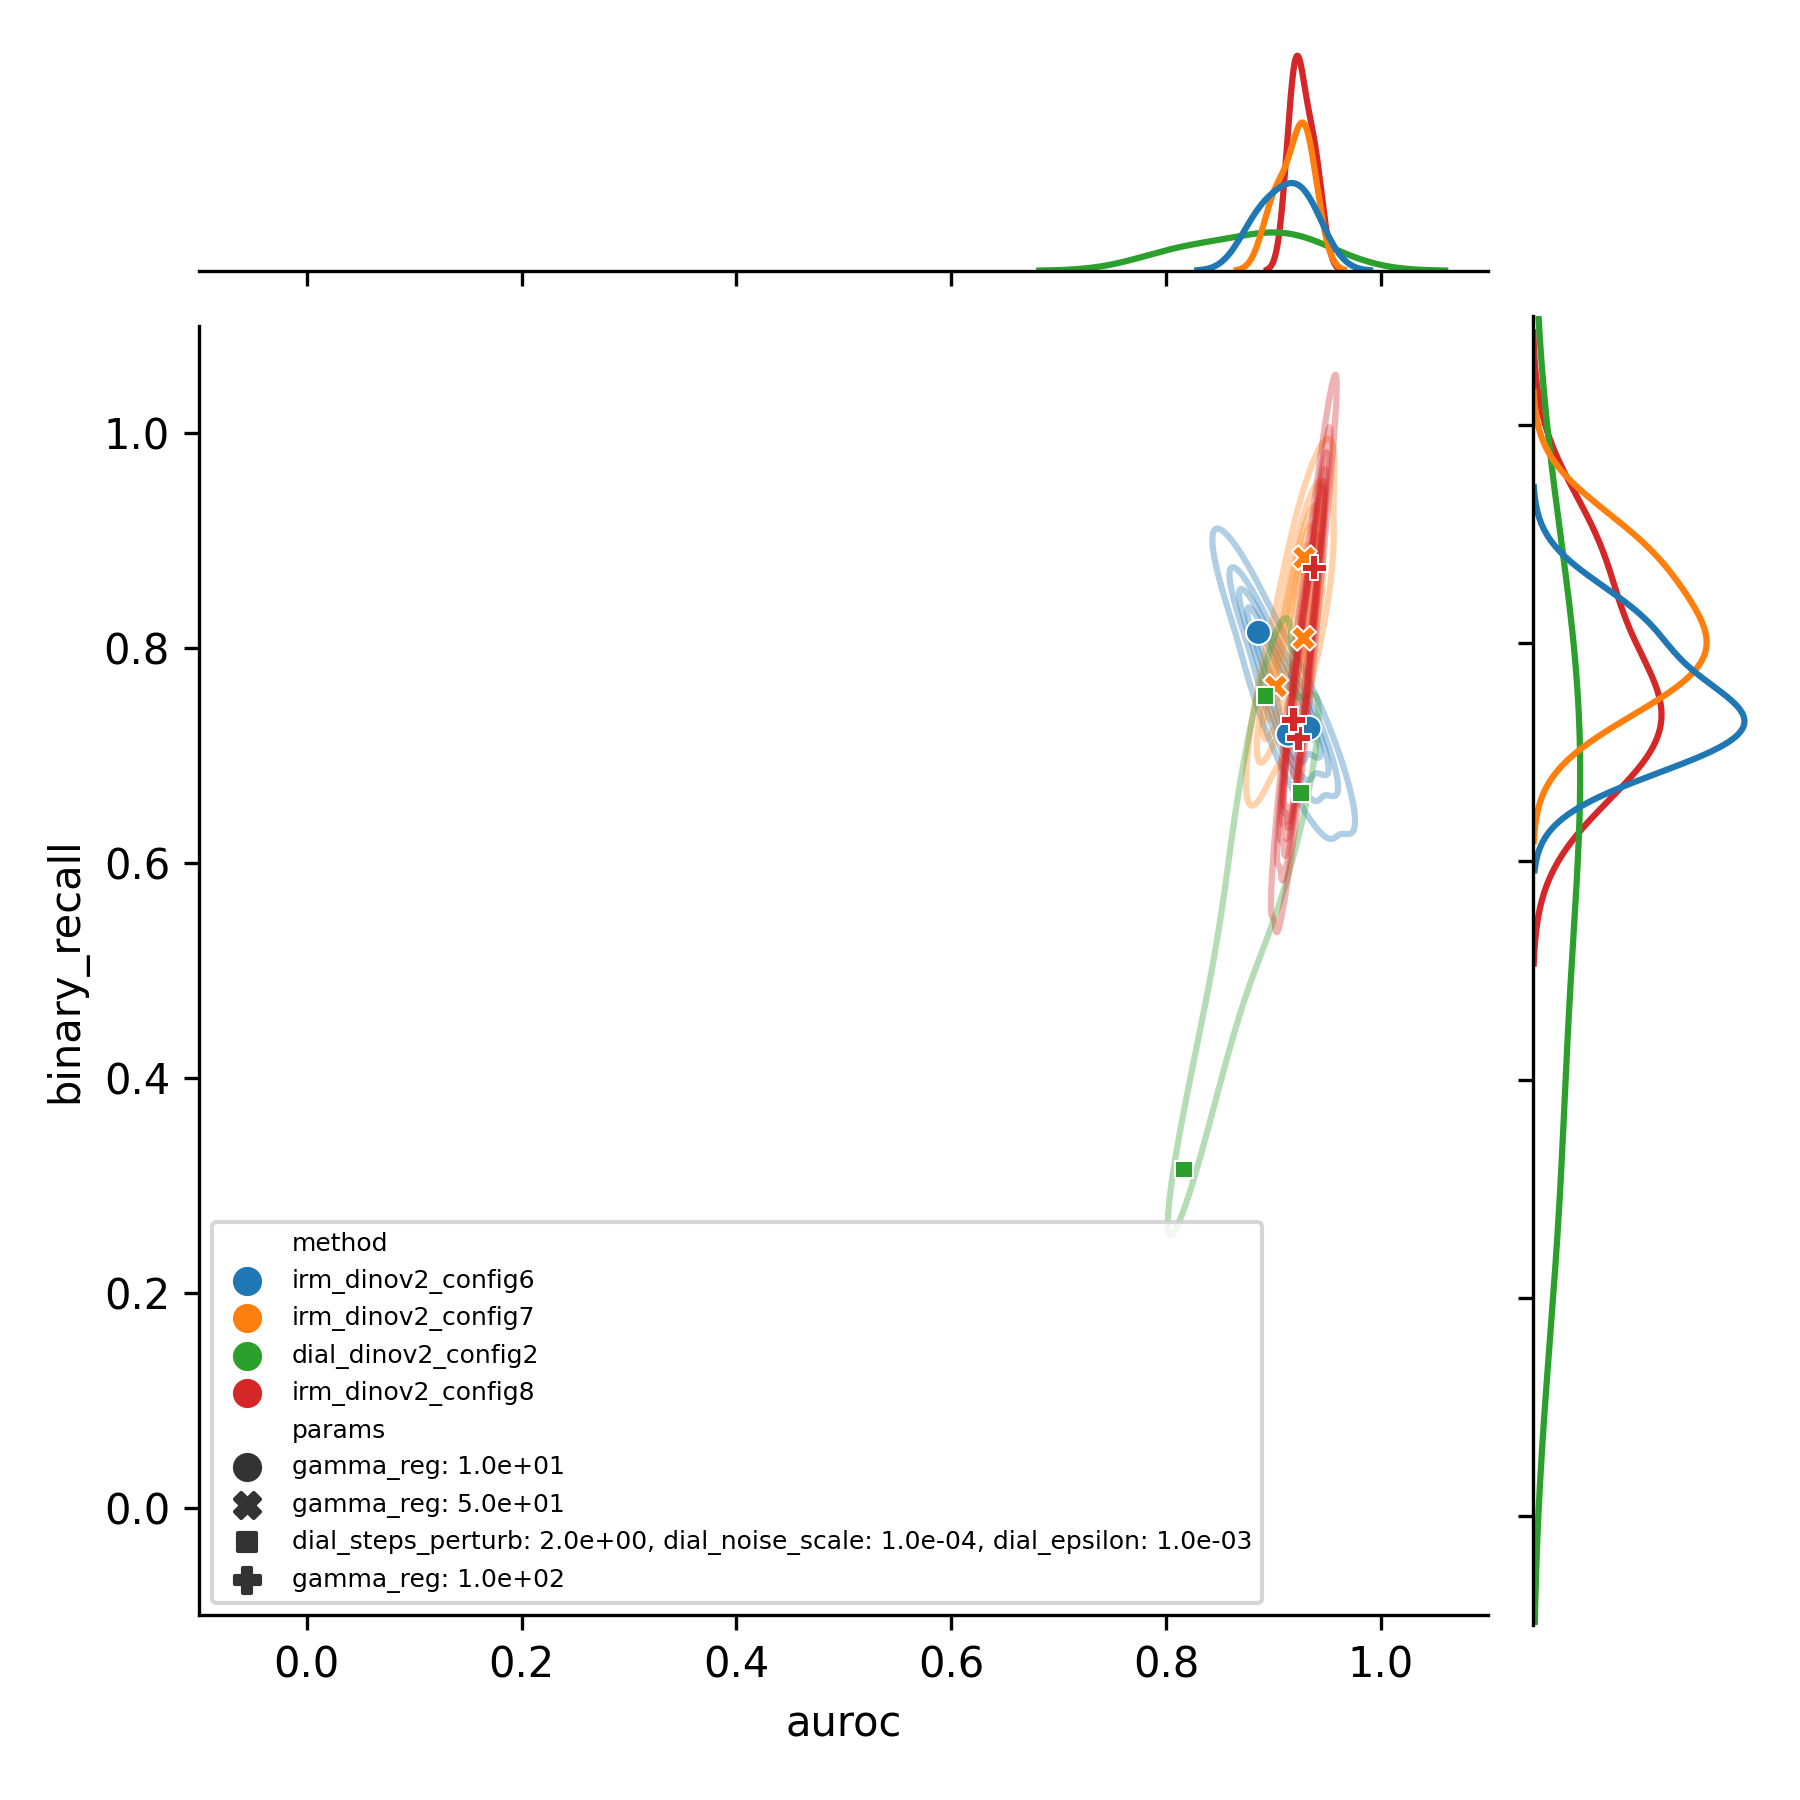 1.0
0.8
0.6
0.4
0.2
0.0
binary_recall
method
irm_dinov2_config6
irm_dinov2_config7
dial_dinov2_config2
irm_dinov2_config8
params
gamma_reg: 1.0e+01
gamma_reg: 5.0e+01
dial_steps_perturb: 2.0e+00, dial_noise_scale: 1.0e-04, dial_epsilon: 1.0e-03
gamma_reg: 1.0e+02
0.0 0.2 0.4 0.6 0.8 1.0
auroc